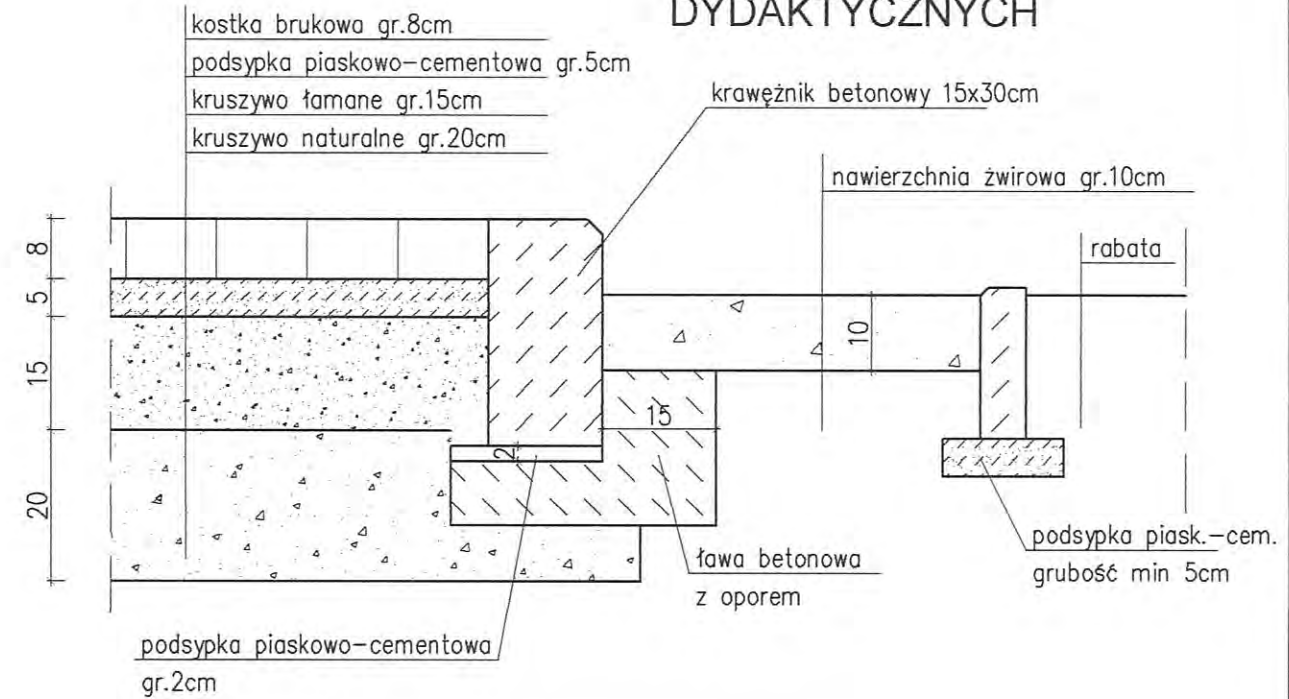 DYDAKTYCZNYCH
kostka brukowa gr.8cm
podsypka piaskowo-cementowa gr.5cm
kruszywo łamane gr.15cm
kruszywo naturalne gr.20cm
krawężnik betonowy 15x30cm
nawierzchnia żwirowa gr.10cm
rabata
8
5
15
20
10
15
2
podsypka piask.-cem.
grubość min 5cm
ława betonowa
z oporem
podsypka piaskowo-cementowa
gr.2cm